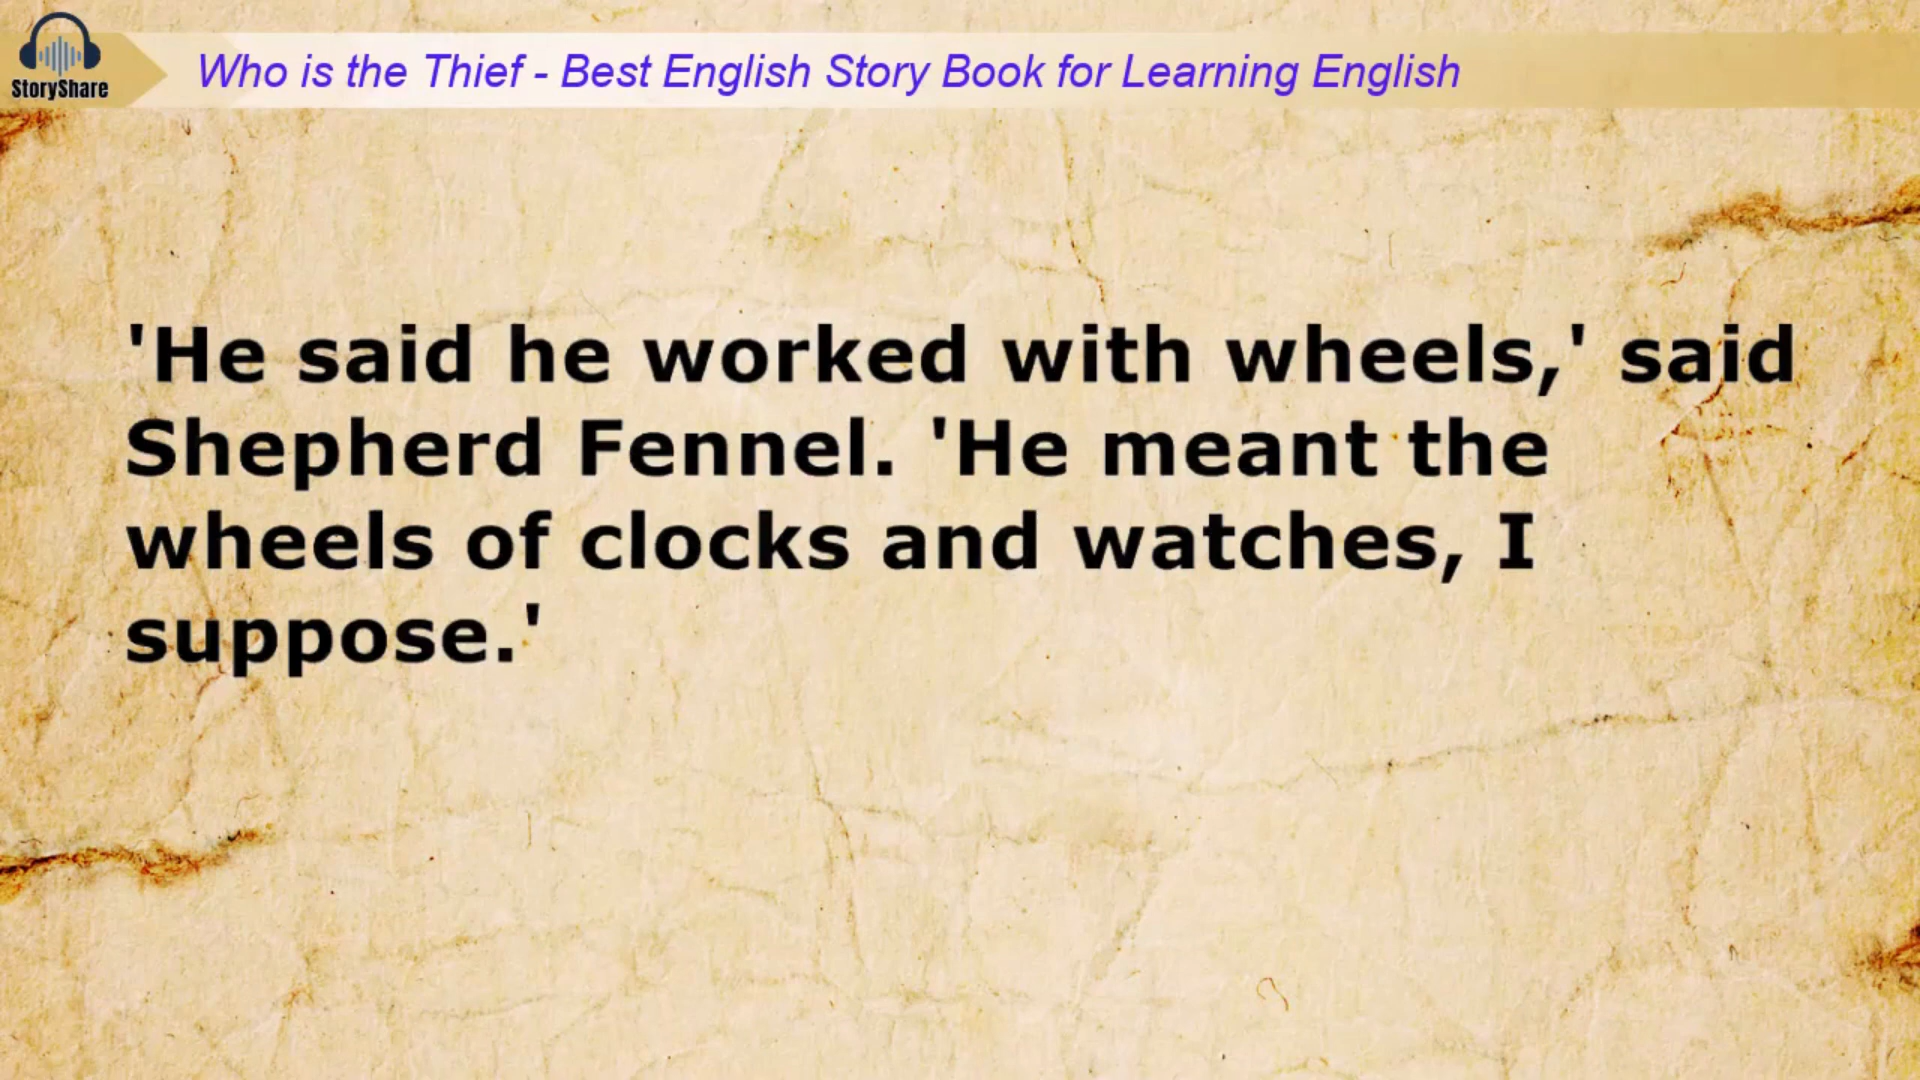 StoryShare
Who is the Thief - Best English Story Book for Learning English
'He said he worked with wheels,' said
Shepherd Fennel. 'He meant the
wheels of clocks and watches, I
suppose.'